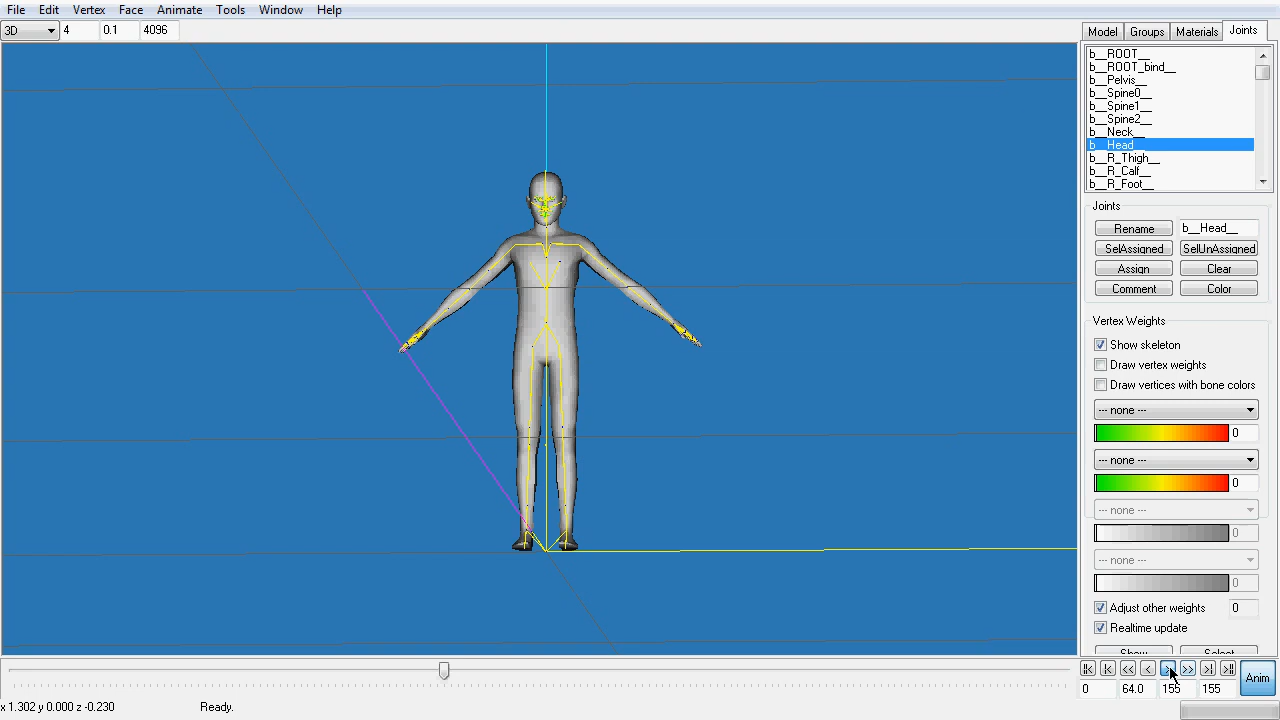 File Edit Vertex Face Animate Tools Window Help
3D 4 0.1 4096
Model Groups Materials Joints
b__ROOT__
b__ROOT_bind__
b__Pelvis__
b__Spine0__
b__Spine1__
b__Spine2__
b__Neck__
b__Head__
b__R_Thigh__
b__R_Calf__
b__R_Foot__
Joints
Rename b__Head__
SelAssigned SelUnAssigned
Assign Clear
Comment Color
Vertex Weights
Show skeleton
Draw vertex weights
Draw vertices with bone colors
--- none ---
0
--- none ---
0
--- none ---
0
--- none ---
0
Adjust other weights 0
Realtime update
Show Select
0 64.0 155 155 Anim
x 1.302 y 0.000 z -0.230 Ready.